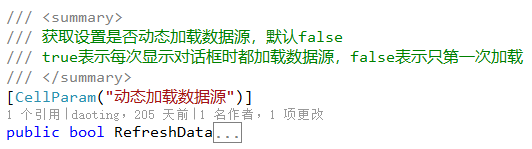 /// <summary>
/// 获取设置是否动态加载数据源，默认false
/// true表示每次显示对话框时都加载数据源，false表示只第一次加载
/// </summary>
[CellParam("动态加载数据源")]
1 个引用|daoting，205 天前|1 名作者，1 项更改
public bool RefreshData...